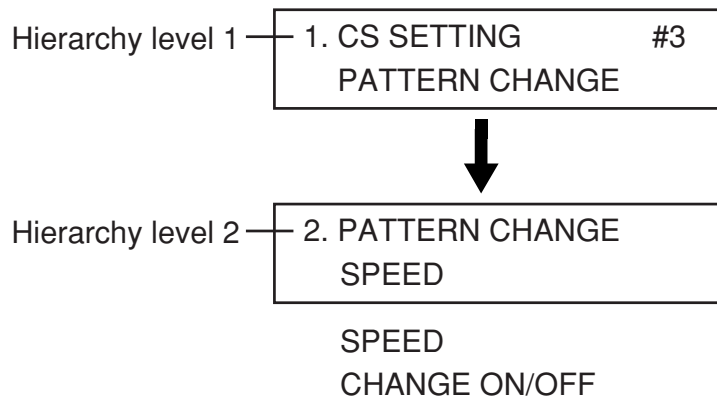 Hierarchy level 1
1. CS SETTING #3
PATTERN CHANGE
Hierarchy level 2
2. PATTERN CHANGE
SPEED
SPEED
CHANGE ON/OFF